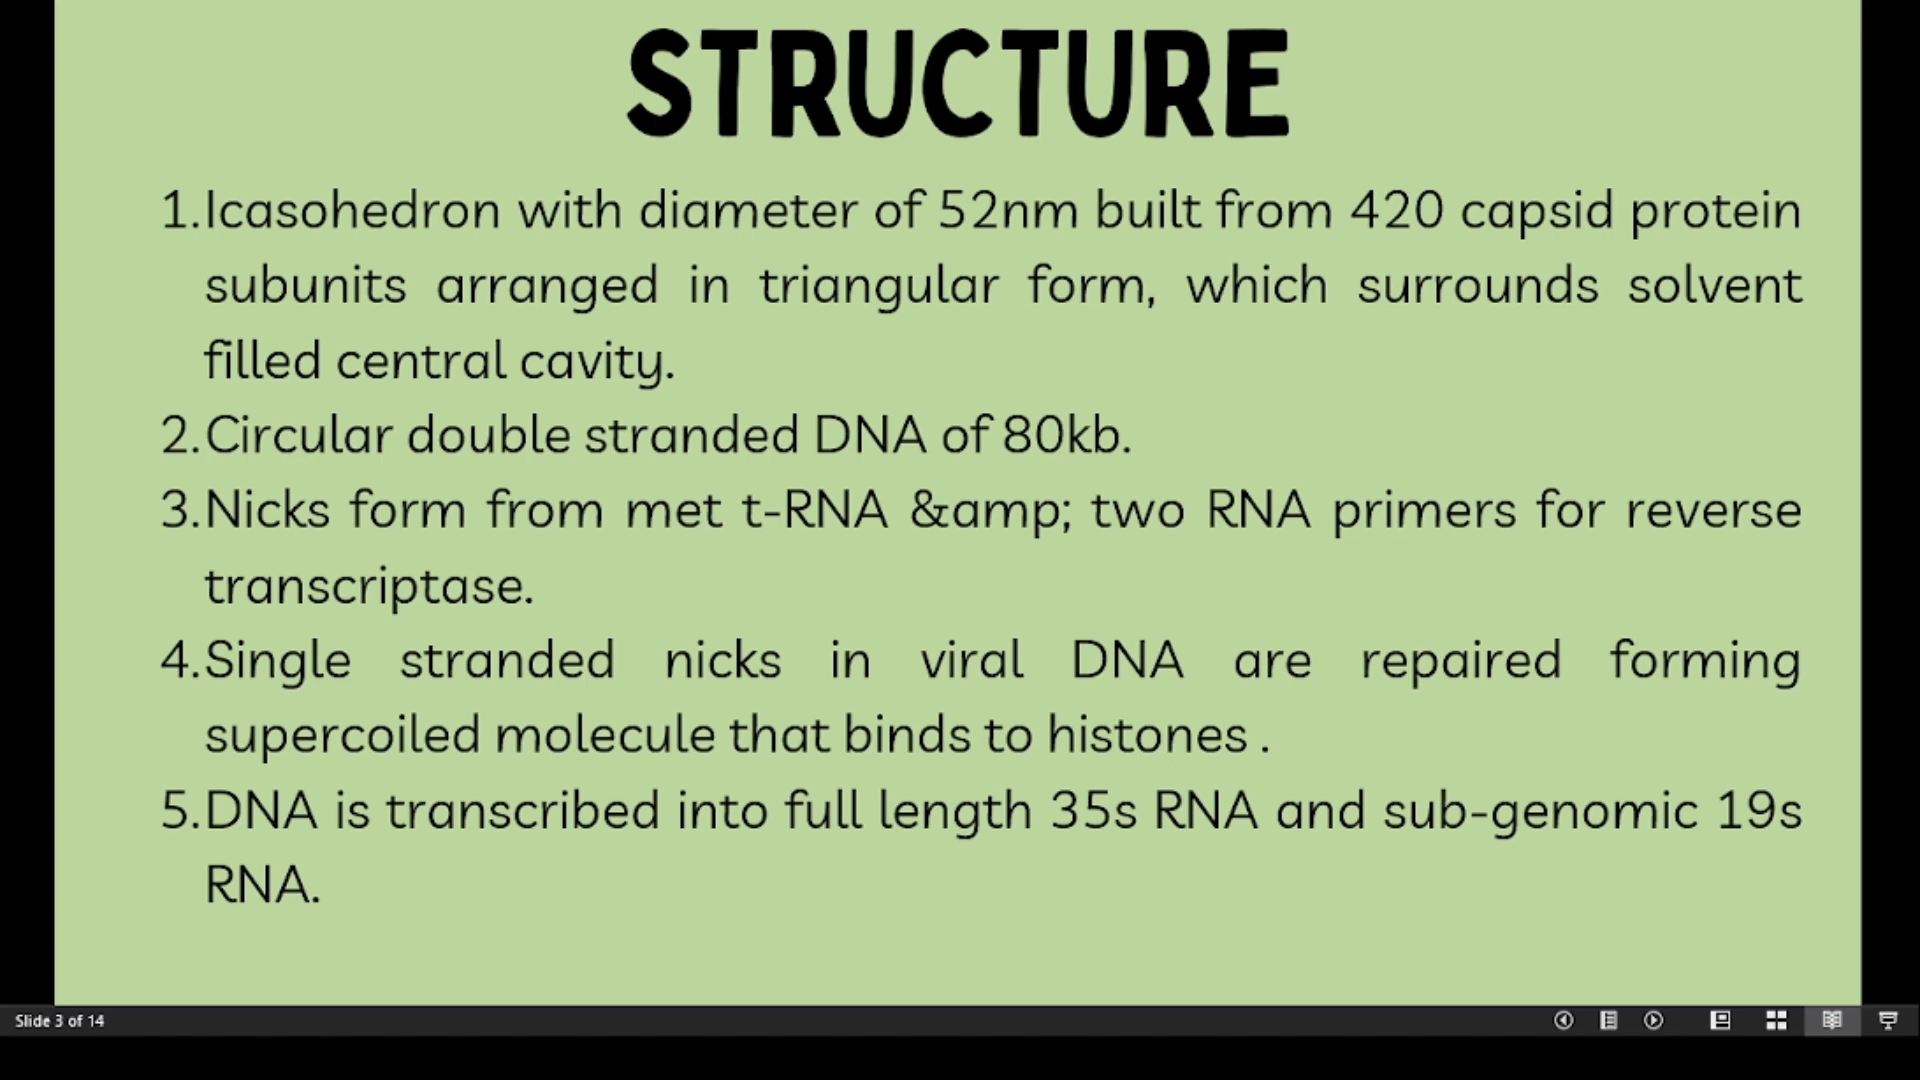 STRUCTURE
1.Icasohedron with diameter of 52nm built from 420 capsid protein
subunits arranged in triangular form, which surrounds solvent
filled central cavity.
2.Circular double stranded DNA of 80kb.
3.Nicks form from met t-RNA &amp; two RNA primers for reverse
transcriptase.
4.Single stranded nicks in viral DNA are repaired forming
supercoiled molecule that binds to histones .
5.DNA is transcribed into full length 35s RNA and sub-genomic 19s
RNA.
Slide 3 of 14